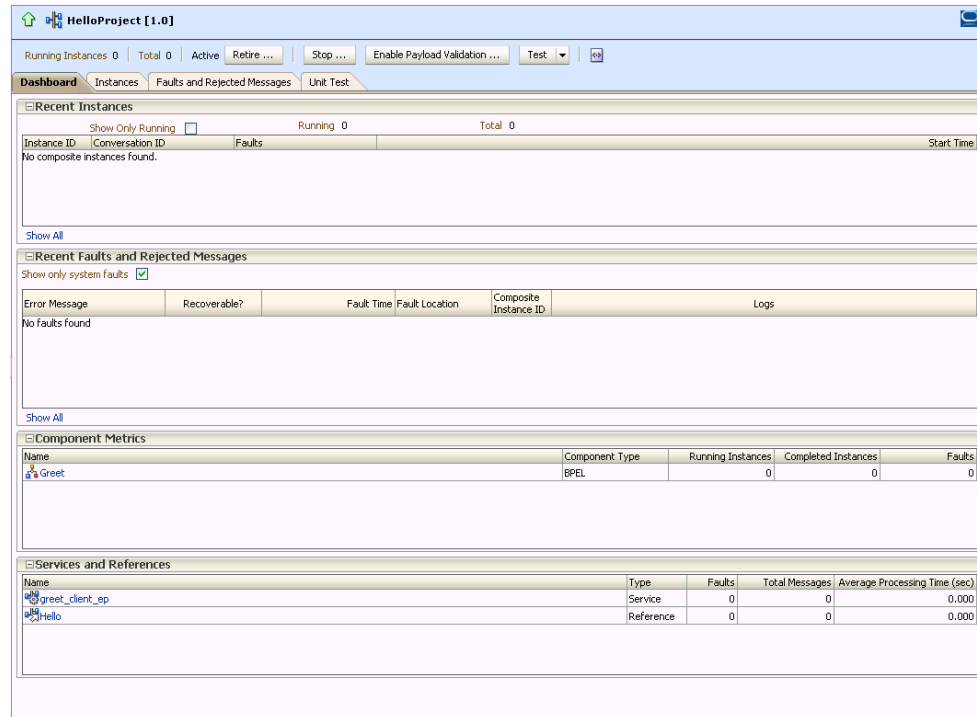 HelloProject [1.0]
Running Instances 0 Total 0 Active Retire ... Stop ... Enable Payload Validation ... Test
Dashboard Instances Faults and Rejected Messages Unit Test
Recent Instances
Show Only Running Running 0 Total 0
Instance ID Conversation ID Faults Start Time
No composite instances found.
Show All
Recent Faults and Rejected Messages
Show only system faults
Error Message Recoverable? Fault Time Fault Location Composite Instance ID Logs
No faults found
Show All
Component Metrics
Name Component Type Running Instances Completed Instances Faults
Greet BPEL 0 0 0
Services and References
Name Type Faults Total Messages Average Processing Time (sec)
greet_client_ep Service 0 0 0.000
Hello Reference 0 0 0.000